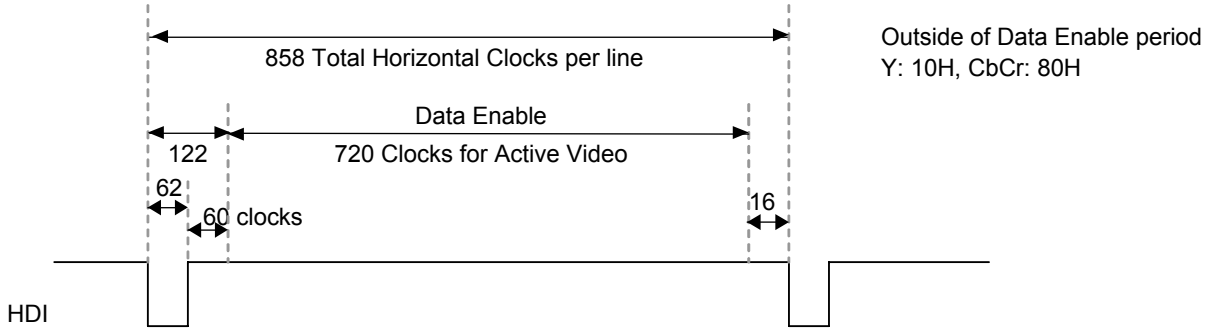 858 Total Horizontal Clocks per line
Outside of Data Enable period
Y: 10H, CbCr: 80H
Data Enable
122
720 Clocks for Active Video
62
60 clocks
16
HDI